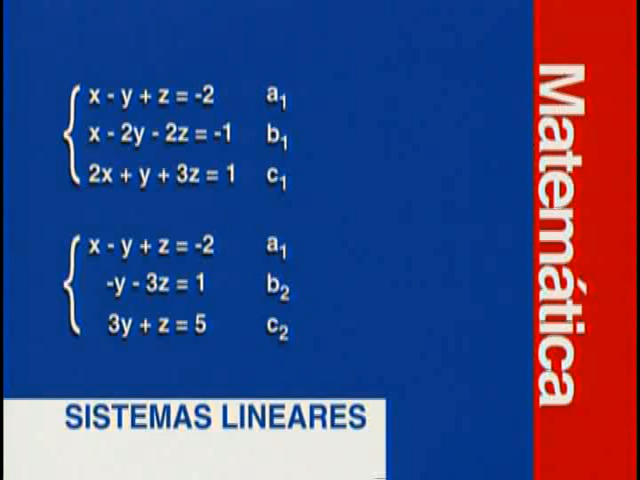 x - y + z = -2 a₁
x - 2y - 2z = -1 b₁
2x + y + 3z = 1 c₁
x - y + z = -2 a₁
-y - 3z = 1 b₂
3y + z = 5 c₂
SISTEMAS LINEARES
Matemática